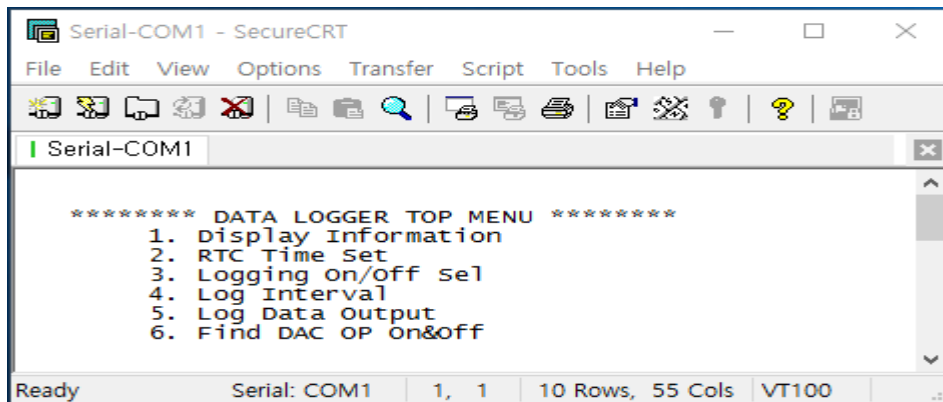 Serial-COM1 - SecureCRT
File Edit View Options Transfer Script Tools Help
Serial-COM1
******** DATA LOGGER TOP MENU ********
1. Display Information
2. RTC Time Set
3. Logging On/Off Sel
4. Log Interval
5. Log Data Output
6. Find DAC OP On&Off
Ready Serial: COM1 1, 1 10 Rows, 55 Cols VT100